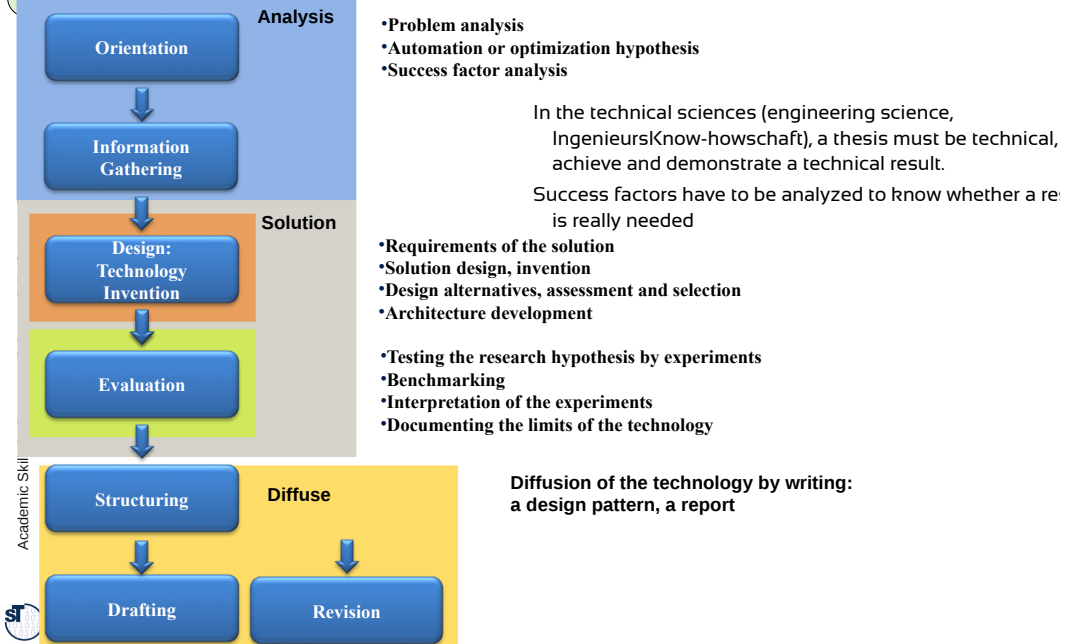 Analysis
Orientation
•Problem analysis
•Automation or optimization hypothesis
•Success factor analysis
Information
Gathering
In the technical sciences (engineering science,
IngenieursKnow-howschaft), a thesis must be technical,
achieve and demonstrate a technical result.
Success factors have to be analyzed to know whether a
is really needed
Solution
Design:
Technology
Invention
•Requirements of the solution
•Solution design, invention
•Design alternatives, assessment and selection
•Architecture development
Evaluation
•Testing the research hypothesis by experiments
•Benchmarking
•Interpretation of the experiments
•Documenting the limits of the technology
Structuring
Diffuse
Diffusion of the technology by writing:
a design pattern, a report
Drafting
Revision
Academic
ST